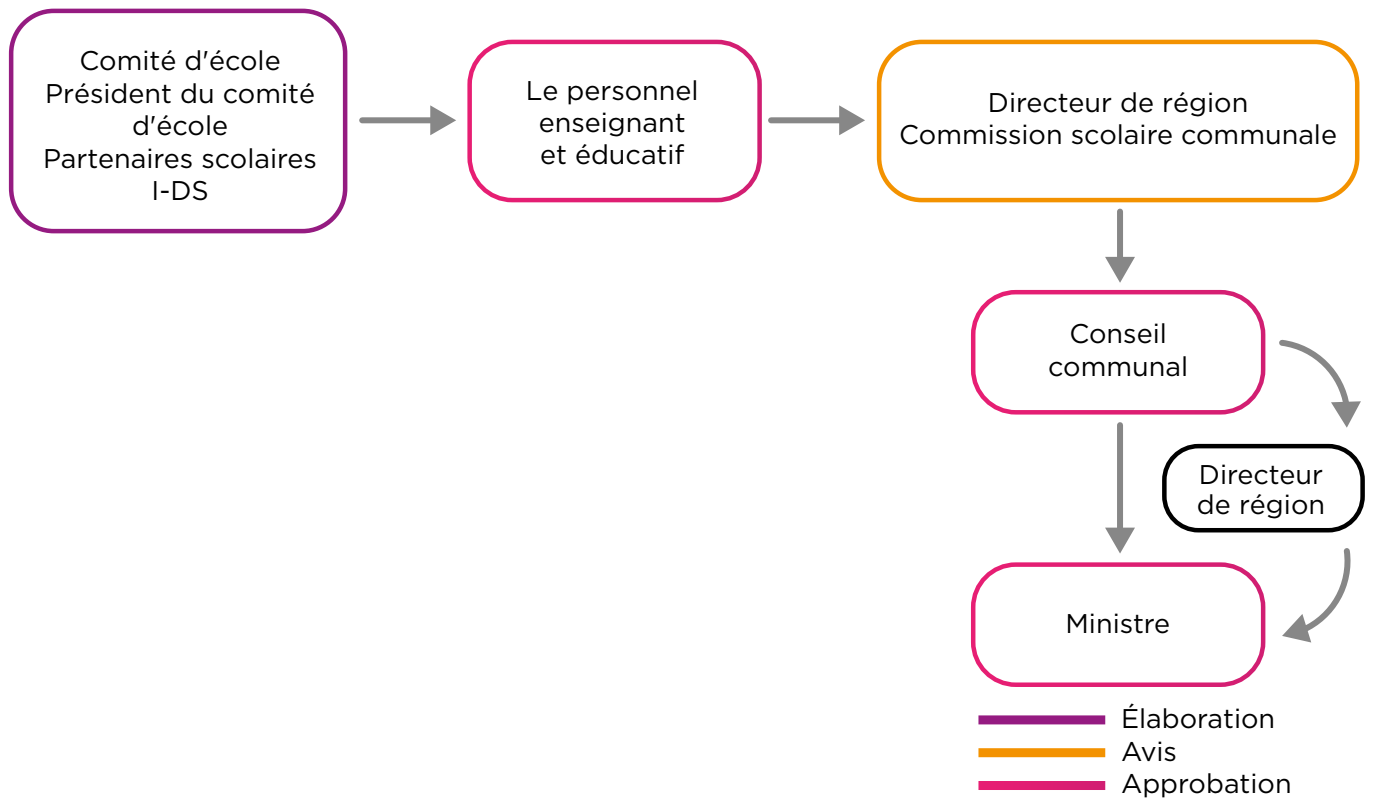 Comité d'école
Président du comité
d'école
Partenaires scolaires
I-DS
Le personnel
enseignant
et éducatif
Directeur de région
Commission scolaire communale
Conseil
communal
Directeur
de région
Ministre
Élaboration
Avis
Approbation